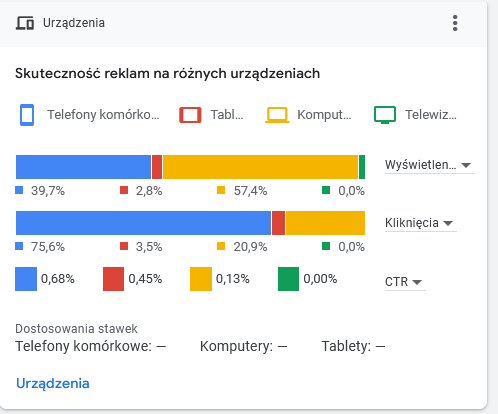 Urządzenia
Skuteczność reklam na różnych urządzeniach
Telefony komórko... Tabl... Komput... Telewiz...
Wyświetlen...
39,7% 2,8% 57,4% 0,0%
Kliknięcia
75,6% 3,5% 20,9% 0,0%
0,68% 0,45% 0,13% 0,00% CTR
Dostosowania stawek
Telefony komórkowe: — Komputery: — Tablety: —
Urządzenia